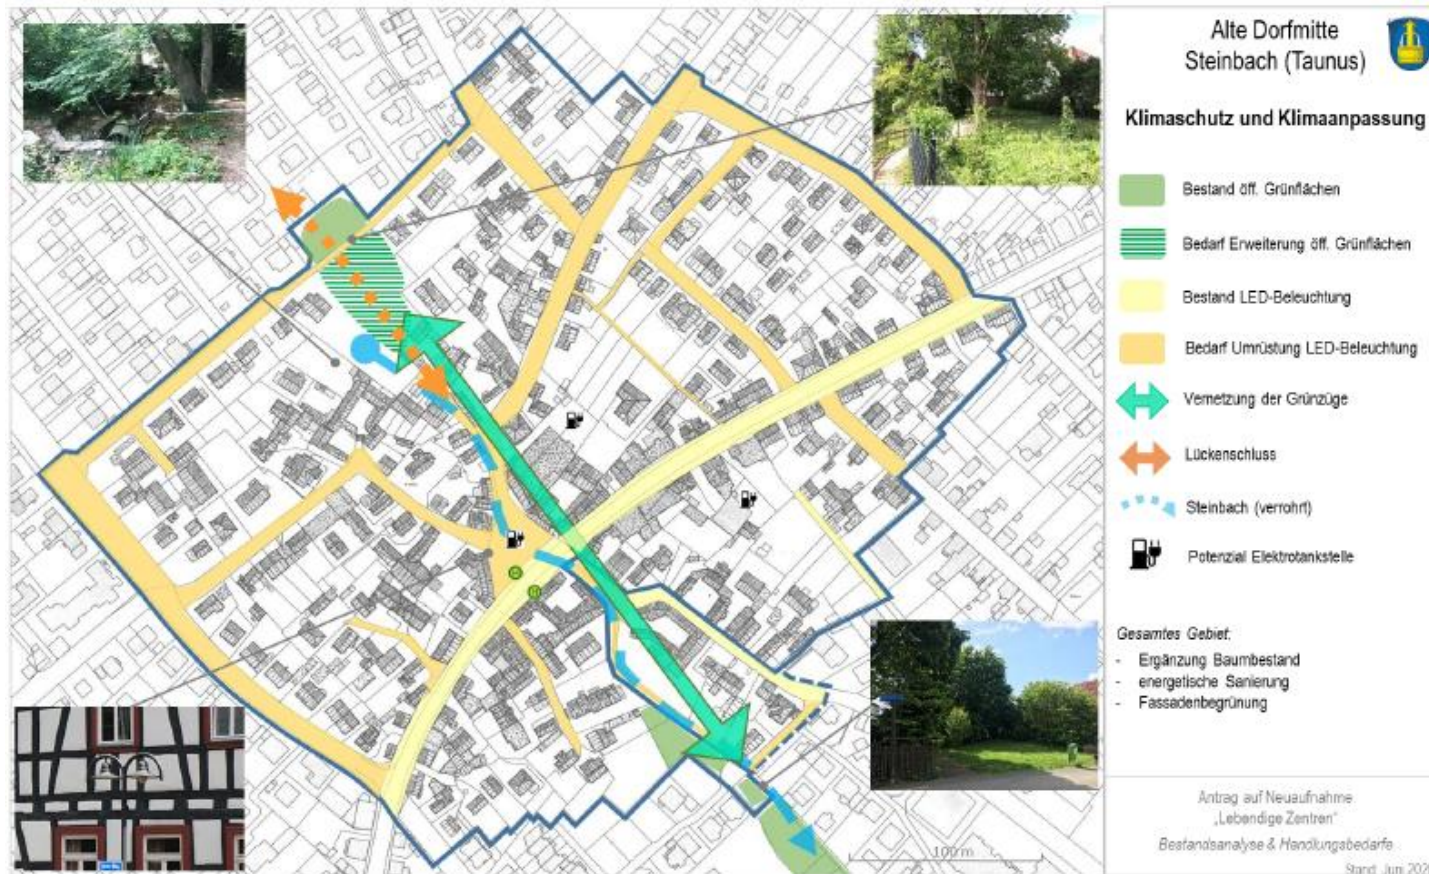 Alte Dorfmitte
Steinbach (Taunus)
Klimaschutz und Klimaanpassung
Bestand öff. Grünflächen
Bedarf Erweiterung öff. Grünflächen
Bestand LED-Beleuchtung
Bedarf Umrüstung LED-Beleuchtung
Vernetzung der Grünzüge
Lückenschluss
Steinbach (verrohrt)
Potenzial Elektrotankstelle
Gesamtes Gebiet:
- Ergänzung Baumbestand
- energetische Sanierung
- Fassadenbegrünung
Antrag auf Neuaufnahme
„Lebendige Zentren“
Bestandsanalyse & Handlungsbedarfe
Stand: Juni
100 m
H
H